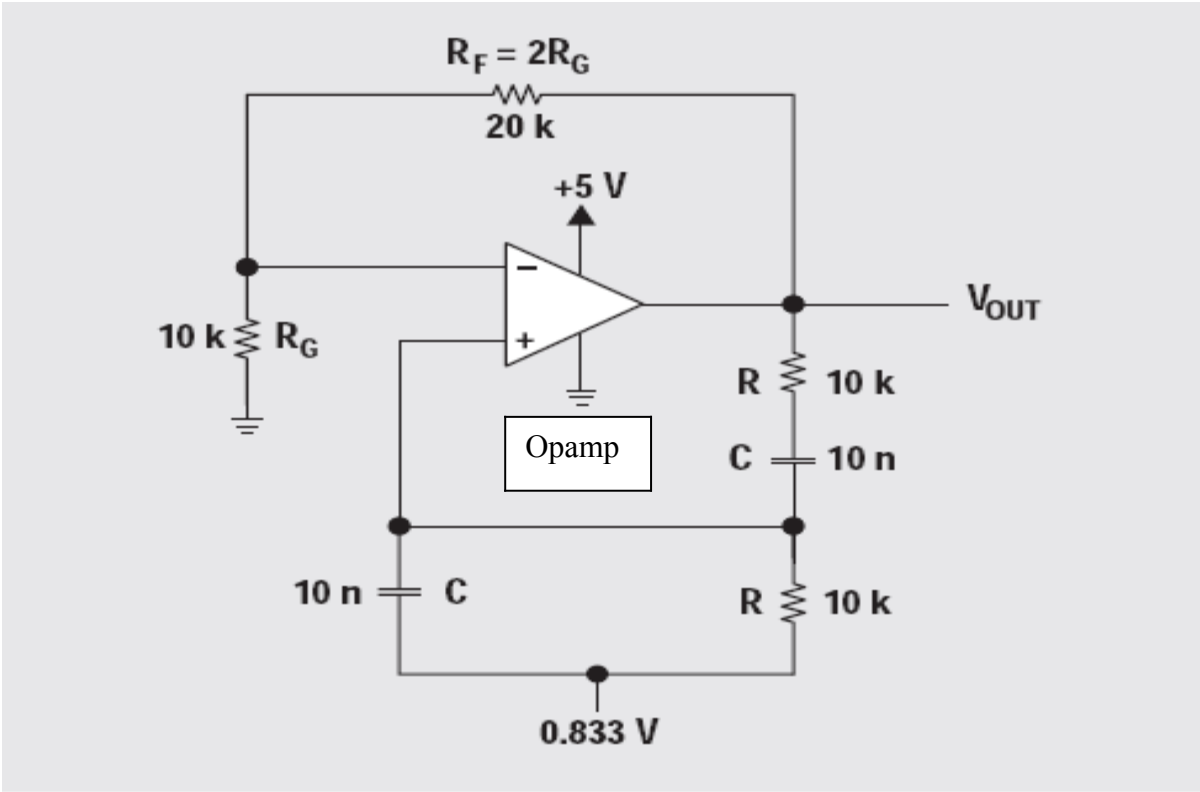 R_F = 2R_G
20 k
+5 V
−
10 k R_G
+
V_OUT
R 10 k
Opamp
C 10 n
10 n C
R 10 k
0.833 V